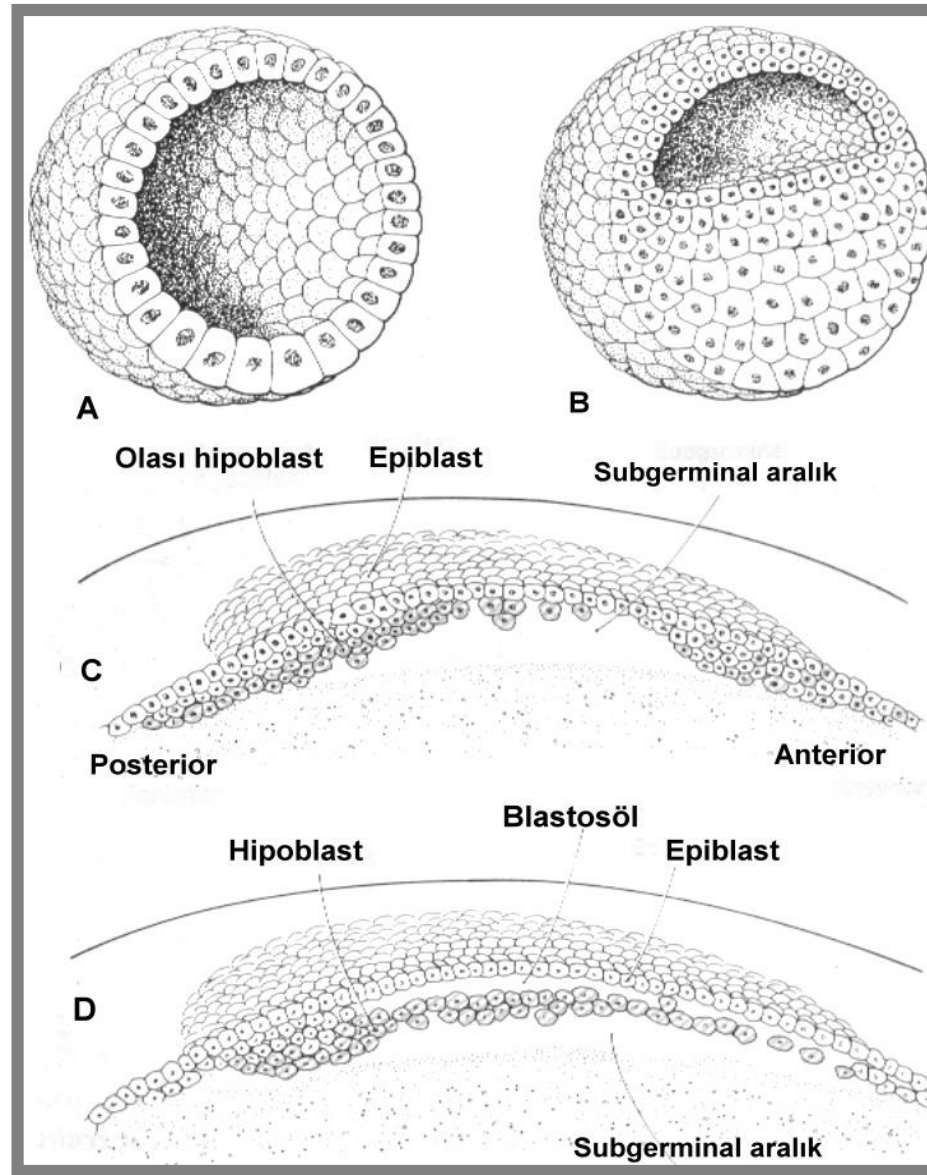 A
B
Olası hipoblast
Epiblast
Subgerminal aralık
C
Posterior
Anterior
Blastosöl
Hipoblast
Epiblast
D
Subgerminal aralık